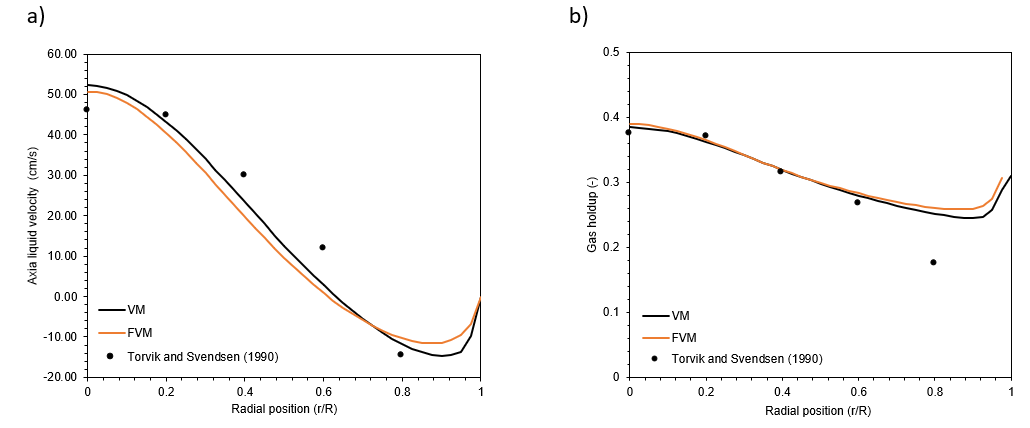 a)
60.00
50.00
40.00
30.00
20.00
10.00
0.00
-10.00
-20.00
Axia liquid velocity (cm/s)
VM
FVM
Torvik and Svendsen (1990)
0 0.2 0.4 0.6 0.8 1
Radial position (r/R)
b)
0.5
0.4
0.3
0.2
0.1
0
Gas holdup (-)
VM
FVM
Torvik and Svendsen (1990)
0 0.2 0.4 0.6 0.8 1
Radial position (r/R)